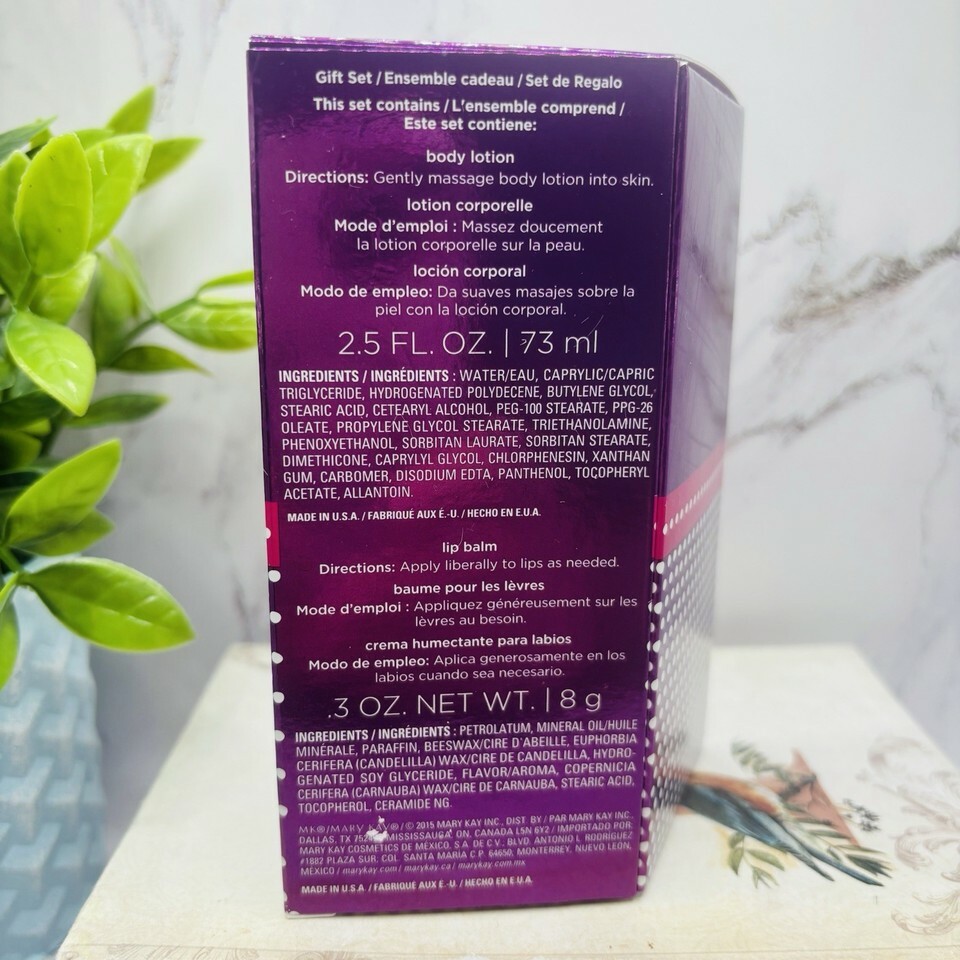 Gift Set / Ensemble cadeau / Set de Regalo
This set contains / L'ensemble comprend /
Este set contiene:
body lotion
Directions: Gently massage body lotion into skin.
lotion corporelle
Mode d'emploi : Massez doucement
la lotion corporelle sur la peau.
loción corporal
Modo de empleo: Da suaves masajes sobre la
piel con la loción corporal.
2.5 FL. OZ. | 73 ml
INGREDIENTS / INGRÉDIENTS : WATER/EAU, CAPRYLIC/CAPRIC
TRIGLYCERIDE, HYDROGENATED POLYDECENE, BUTYLENE GLYCOL,
STEARIC ACID, CETEARYL ALCOHOL, PEG-100 STEARATE, PPG-26
OLEATE, PROPYLENE GLYCOL STEARATE, TRIETHANOLAMINE,
PHENOXYETHANOL, SORBITAN LAURATE, SORBITAN STEARATE,
DIMETHICONE, CAPRYLYL GLYCOL, CHLORPHENESIN, XANTHAN
GUM, CARBOMER, DISODIUM EDTA, PANTHENOL, TOCOPHERYL
ACETATE, ALLANTOIN.
MADE IN U.S.A. / FABRIQUÉ AUX É.-U. / HECHO EN E.U.A.
lip balm
Directions: Apply liberally to lips as needed.
baume pour les lèvres
Mode d'emploi : Appliquez généreusement sur les
lèvres au besoin.
crema humectante para labios
Modo de empleo: Aplica generosamente en los
labios cuando sea necesario.
.3 OZ. NET WT. | 8 g
INGREDIENTS / INGRÉDIENTS : PETROLATUM, MINERAL OIL/HUILE
MINÉRALE, PARAFFIN, BEESWAX/CIRE D'ABEILLE, EUPHORBIA
CERIFERA (CANDELILLA) WAX/CIRE DE CANDELILLA, HYDRO-
GENATED SOY GLYCERIDE, FLAVOR/AROMA, COPERNICIA
CERIFERA (CARNAUBA) WAX/CIRE DE CARNAUBA, STEARIC ACID,
TOCOPHEROL, CERAMIDE NG.
MK®/MARY KAY®/© 2015 MARY KAY INC., DIST. BY / PAR MARY KAY INC.,
DALLAS, TX MISSISSAUGA, ON, CANADA L5N 6Y2 / IMPORTADO POR:
MARY KAY COSMETICS DE MÉXICO, S.A. DE C.V., BLVD. ANTONIO L. RODRÍGUEZ
#1882 PLAZA SUR, COL. SANTA MARÍA C.P. 64650, MONTERREY, NUEVO LEÓN,
MÉXICO / marykay.com / marykay.ca / marykay.com.mx
MADE IN U.S.A. / FABRIQUÉ AUX É.-U. / HECHO EN E.U.A.